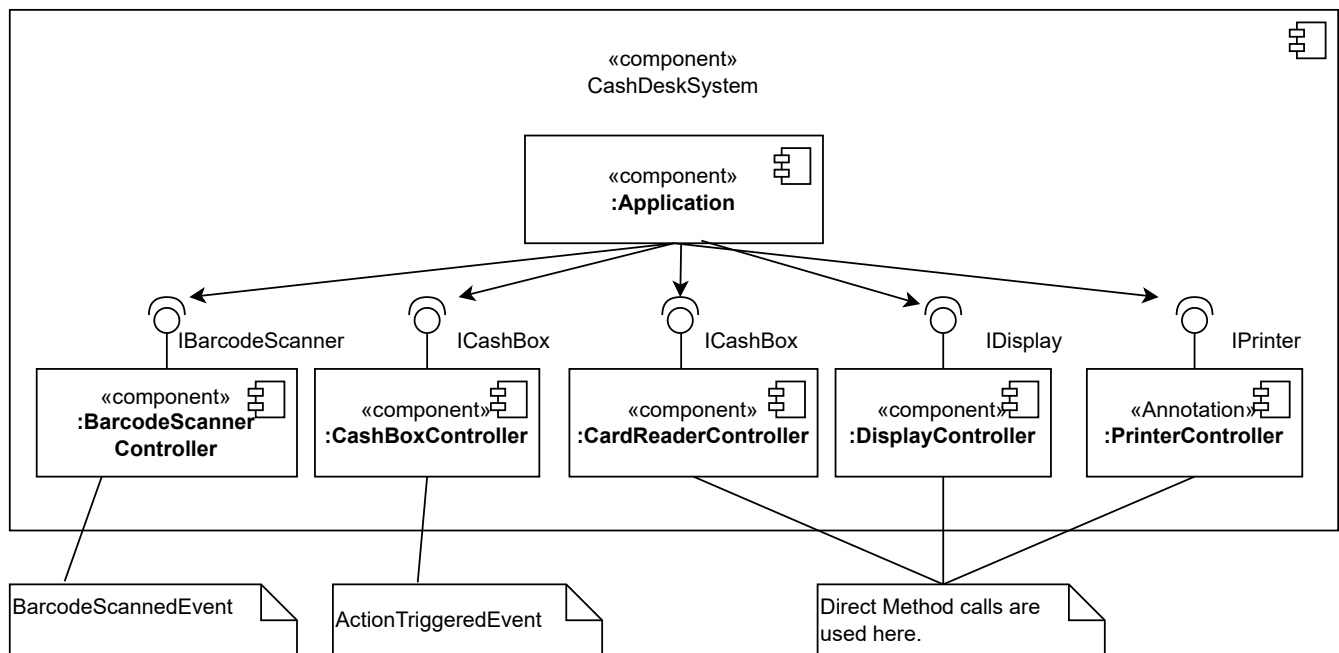 «component»
CashDeskSystem
«component»
:Application
IBarcodeScanner
ICashBox
ICashBox
IDisplay
IPrinter
«component»
:BarcodeScanner
Controller
«component»
:CashBoxController
«component»
:CardReaderController
«component»
:DisplayController
«Annotation»
:PrinterController
BarcodeScannedEvent
ActionTriggeredEvent
Direct Method calls are
used here.